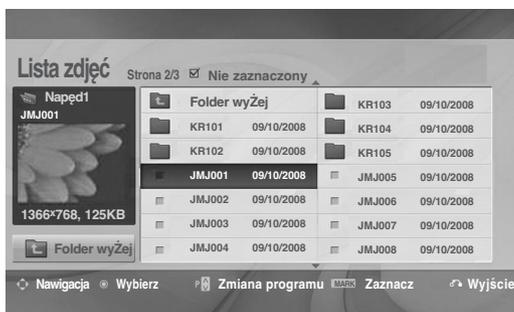 Lista zdjęć Strona 2/3 Nie zaznaczony
Napęd1
JMJ001
1366x768, 125KB
Folder wyŻej
Folder wyŻej
KR101 09/10/2008
KR102 09/10/2008
JMJ001 09/10/2008
JMJ002 09/10/2008
JMJ003 09/10/2008
JMJ004 09/10/2008
KR103 09/10/2008
KR104 09/10/2008
KR105 09/10/2008
JMJ005 09/10/2008
JMJ006 09/10/2008
JMJ007 09/10/2008
JMJ008 09/10/2008
Nawigacja Wybierz P Zmiana programu MARK Zaznacz Wyjście